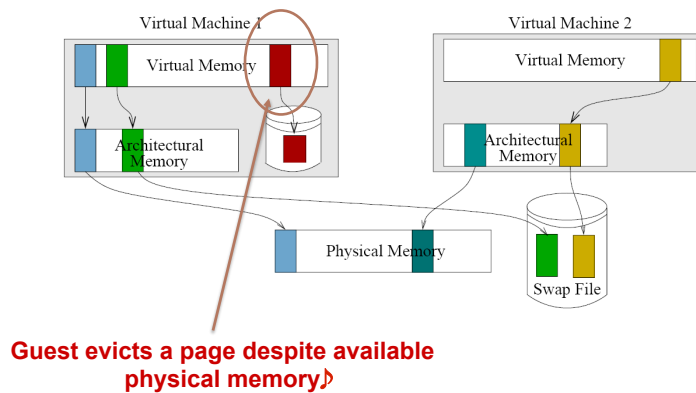 Virtual Machine 1
Virtual Machine 2
Virtual Memory
Virtual Memory
Architectural
Memory
Architectural
Memory
Physical Memory
Swap File
Guest evicts a page despite available
physical memory♪